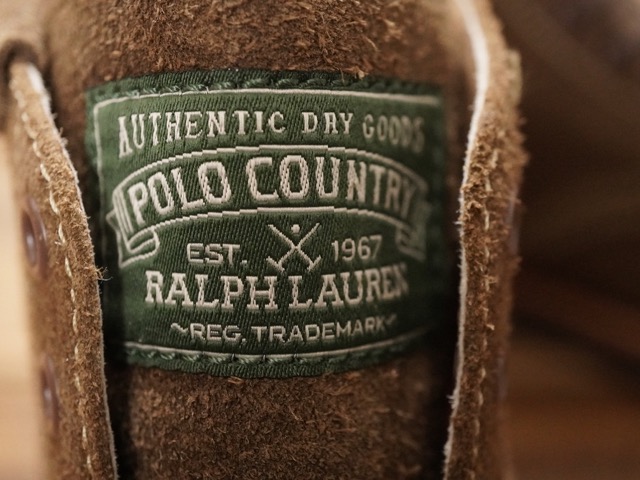 AUTHENTIC DRY GOODS
POLO COUNTRY
EST. 1967
RALPH LAUREN
~REG. TRADEMARK~